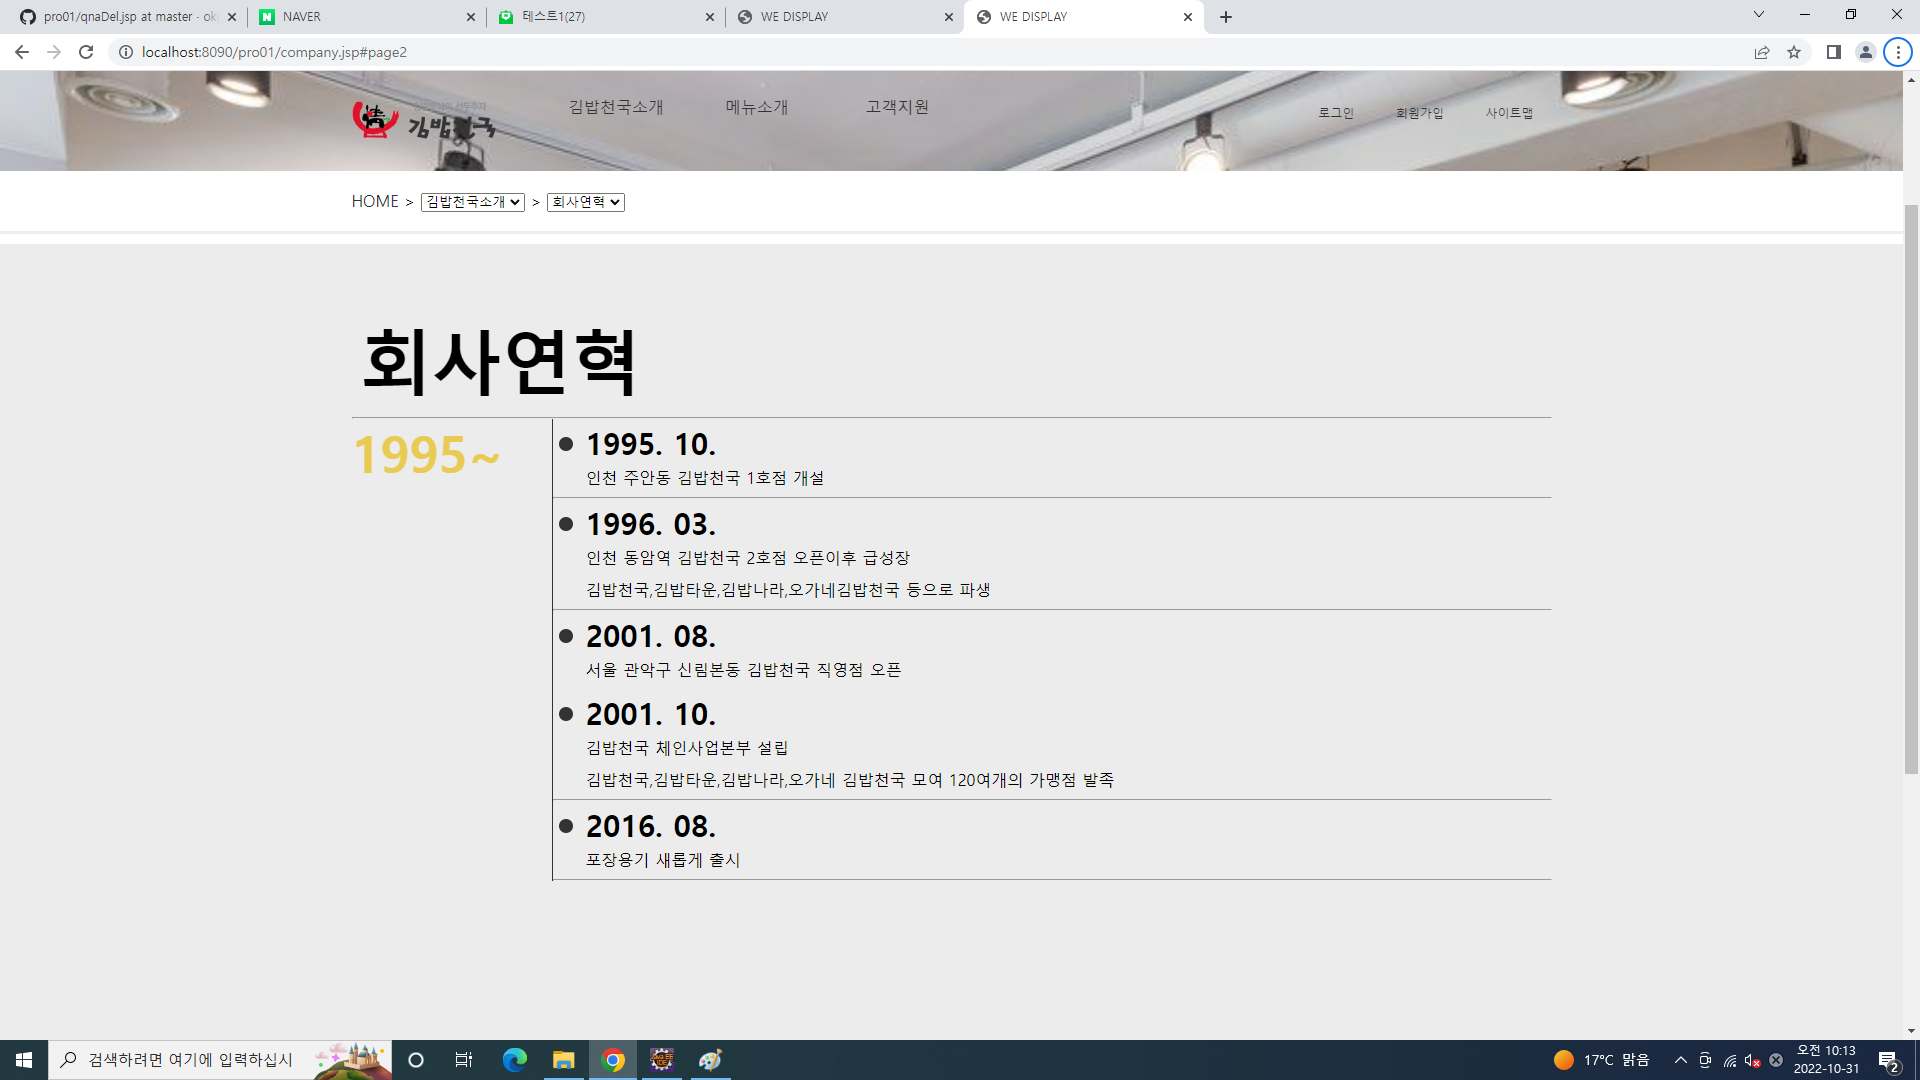 pro01/qnaDel.jsp at master · ok
NAVER
테스트1(27)
WE DISPLAY
WE DISPLAY
localhost:8090/pro01/company.jsp#page2
김밥천국
김밥천국소개
메뉴소개
고객지원
로그인
회원가입
사이트맵
HOME > 김밥천국소개 > 회사연혁
회사연혁
1995~
1995. 10.
인천 주안동 김밥천국 1호점 개설
1996. 03.
인천 동암역 김밥천국 2호점 오픈이후 급성장
김밥천국,김밥타운,김밥나라,오가네김밥천국 등으로 파생
2001. 08.
서울 관악구 신림본동 김밥천국 직영점 오픈
2001. 10.
김밥천국 체인사업본부 설립
김밥천국,김밥타운,김밥나라,오가네 김밥천국 모여 120여개의 가맹점 발족
2016. 08.
포장용기 새롭게 출시
검색하려면 여기에 입력하십시
17°C 맑음
오전 10:13
2022-10-31
2